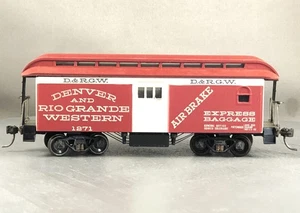 D.&R.G.W.
D.&R.G.W.
DENVER
AND
RIO GRANDE
WESTERN
1871
AIR BRAKE
EXPRESS
BAGGAGE